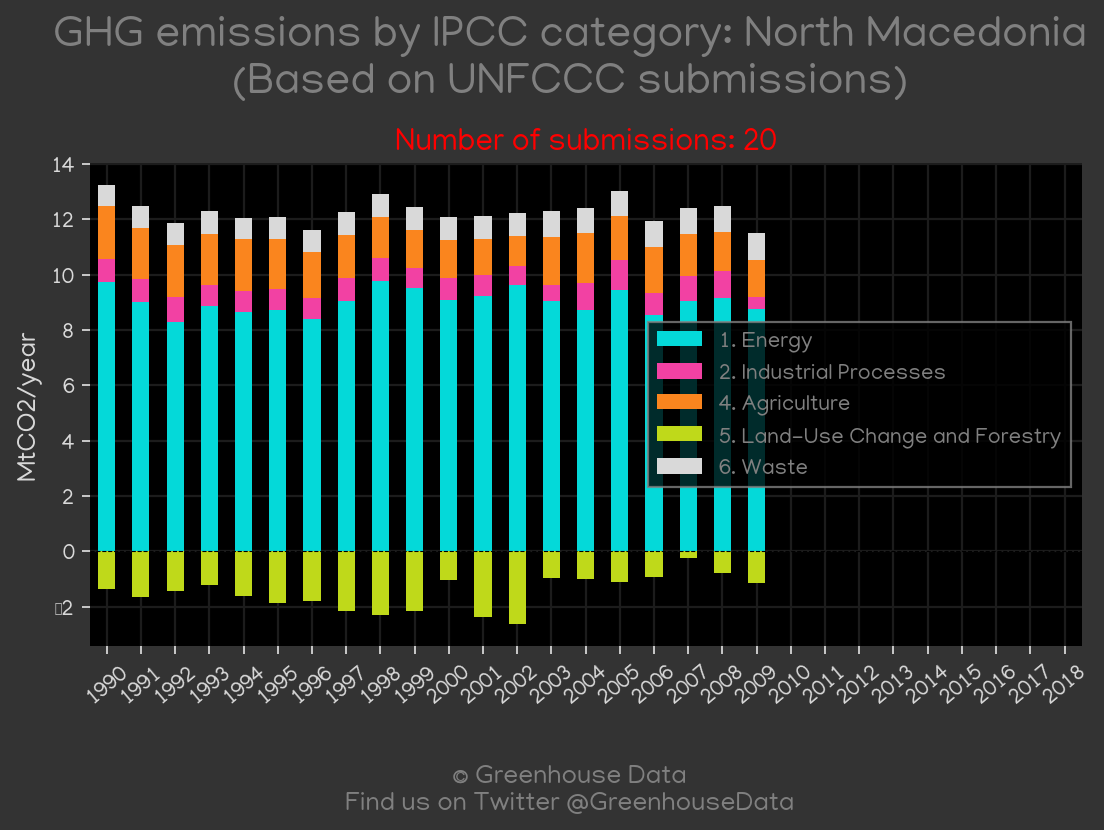 GHG emissions by IPCC category: North Macedonia
(Based on UNFCCC submissions)
Number of submissions: 20
MtCO2/year
14
12
10
8
6
4
2
0
▯2
1. Energy
2. Industrial Processes
4. Agriculture
5. Land-Use Change and Forestry
6. Waste
1990 1991 1992 1993 1994 1995 1996 1997 1998 1999 2000 2001 2002 2003 2004 2005 2006 2007 2008 2009 2010 2011 2012 2013 2014 2015 2016 2017 2018
© Greenhouse Data
Find us on Twitter @GreenhouseData